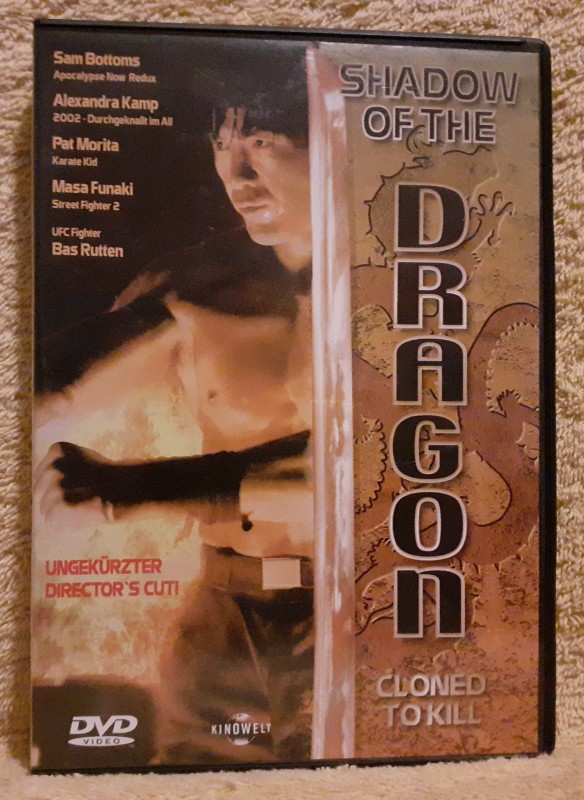 Sam Bottoms
Apocalypse Now Redux
Alexandra Kamp
2002 - Durchgeknallt im All
Pat Morita
Karate Kid
Masa Funaki
Street Fighter 2
UFC Fighter
Bas Rutten
SHADOW
OF THE
DRAGON
UNGEKÜRZTER
DIRECTOR`S CUT!
CLONED
TO KILL
DVD
VIDEO
KINOWELT